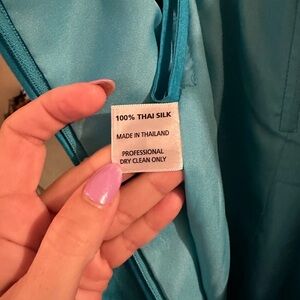 100% THAI SILK
MADE IN THAILAND
PROFESSIONAL
DRY CLEAN ONLY